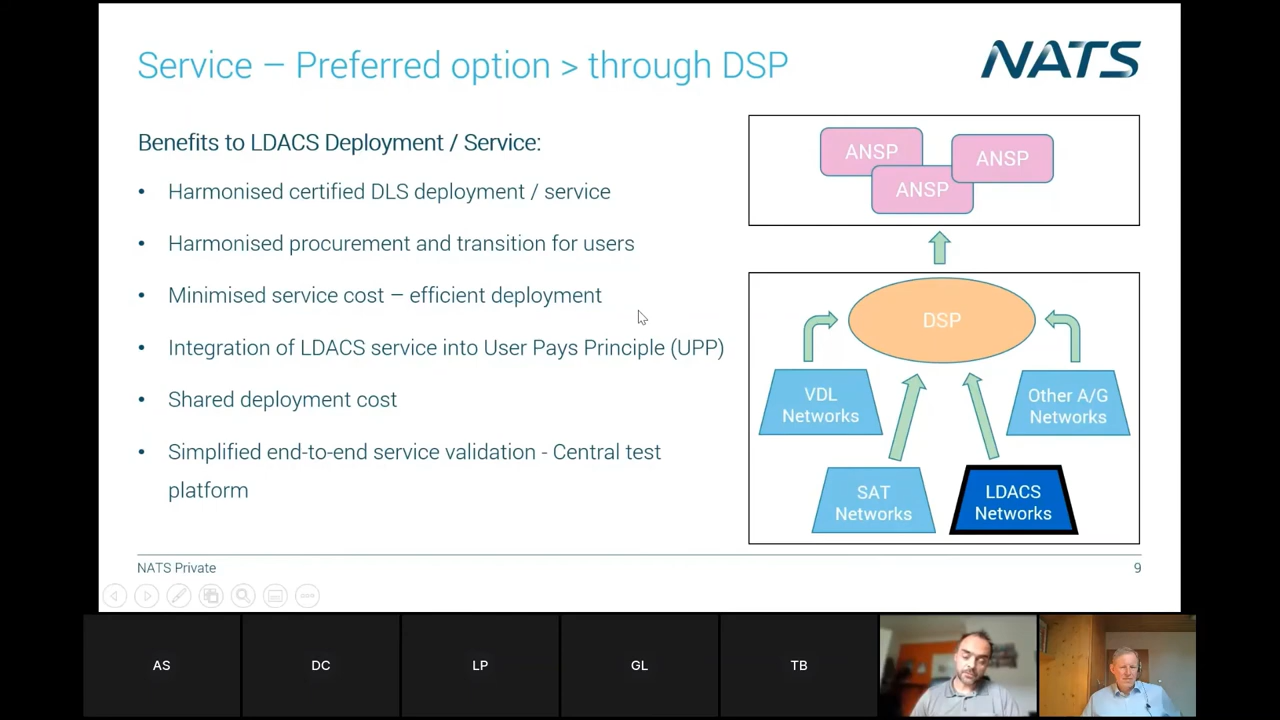 Service – Preferred option > through DSP
NATS
Benefits to LDACS Deployment / Service:
• Harmonised certified DLS deployment / service
• Harmonised procurement and transition for users
• Minimised service cost – efficient deployment
• Integration of LDACS service into User Pays Principle (UPP)
• Shared deployment cost
• Simplified end-to-end service validation - Central test
platform
ANSP
ANSP
ANSP
DSP
VDL
Networks
Other A/G
Networks
SAT
Networks
LDACS
Networks
NATS Private
9
AS
DC
LP
GL
TB